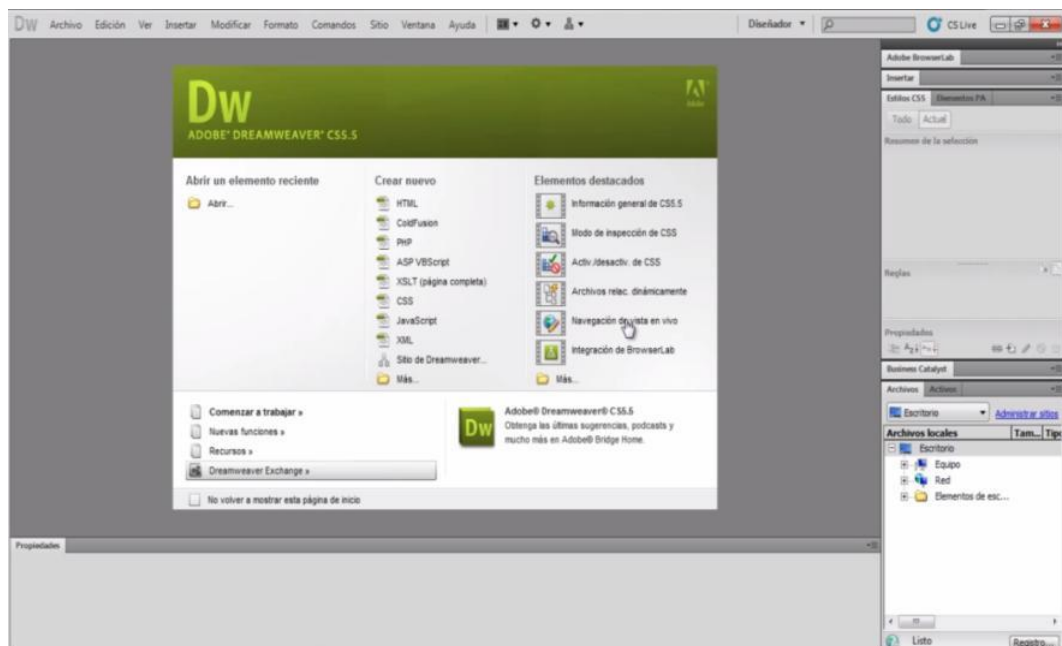 Dw Archivo Edición Ver Insertar Modificar Formato Comandos Sitio Ventana Ayuda Diseñador CS Live
Dw
ADOBE® DREAMWEAVER® CS5.5
Adobe
Abrir un elemento reciente
Abrir...
Crear nuevo
HTML
ColdFusion
PHP
ASP VBScript
XSLT (página completa)
CSS
JavaScript
XML
Sitio de Dreamweaver...
Más...
Elementos destacados
Información general de CS5.5
Modo de inspección de CSS
Activ./desactiv. de CSS
Archivos relac. dinámicamente
Navegación de vista en vivo
Integración de BrowserLab
Más...
Comenzar a trabajar »
Nuevas funciones »
Recursos »
Dreamweaver Exchange »
Dw
Adobe® Dreamweaver® CS5.5
Obtenga las últimas sugerencias, podcasts y
mucho más en Adobe® Bridge Home.
No volver a mostrar esta página de inicio
Adobe BrowserLab
Insertar
Estilos CSS Elementos PA
Todo Actual
Resumen de la selección
Reglas
Propiedades
Business Catalyst
Archivos Activos
Escritorio Administrar sitios
Archivos locales Tam... Tipo
Escritorio
Equipo
Red
Elementos de esc...
Listo Registro...
Propiedades